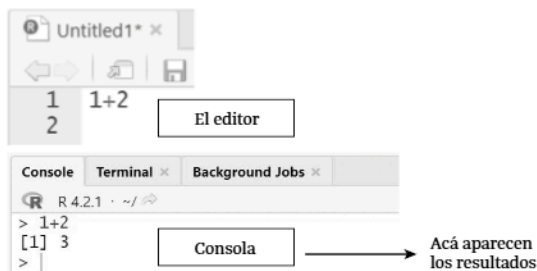 Untitled1* ×
1 1+2
2
El editor
Console Terminal × Background Jobs ×
R R 4.2.1 · ~/
> 1+2
[1] 3
>
Consola
Acá aparecen
los resultados